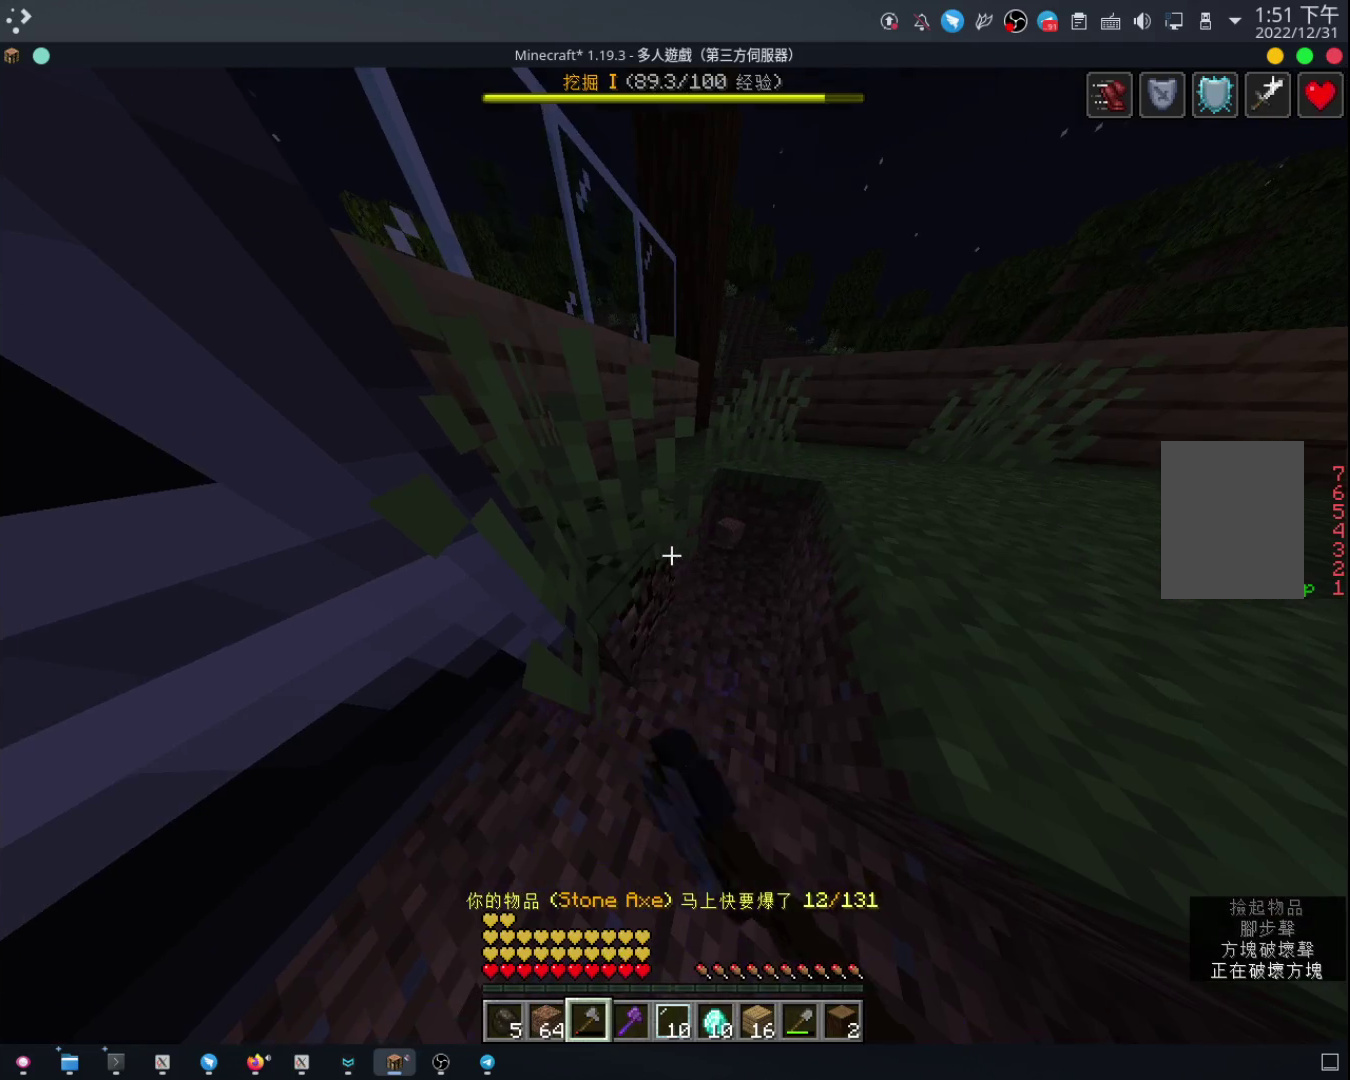 1:51 下午
2022/12/31
91
Minecraft* 1.19.3 - 多人遊戲（第三方伺服器）
挖掘 I (89.3/100 经验)
7
6
5
4
3
2
P 1
你的物品 (Stone Axe) 马上快要爆了 12/131
撿起物品
腳步聲
方塊破壞聲
正在破壞方塊
5 64 10 10 16 2